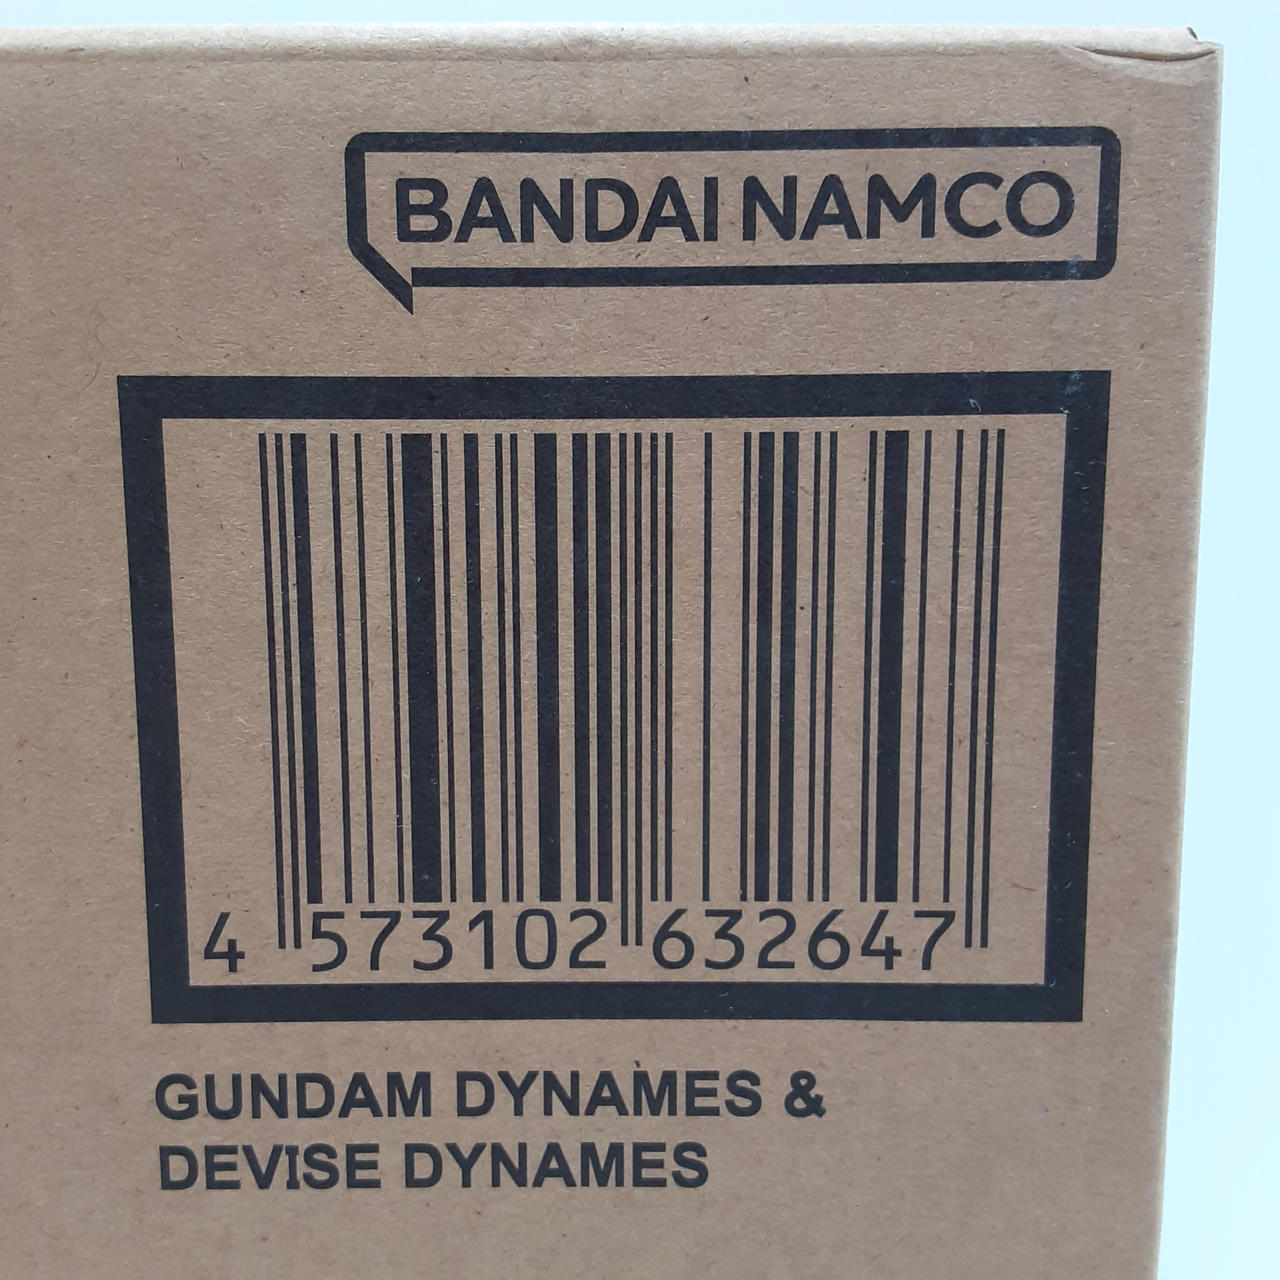 BANDAI NAMCO
4 573102 632647
GUNDAM DYNAMES &
DEVISE DYNAMES